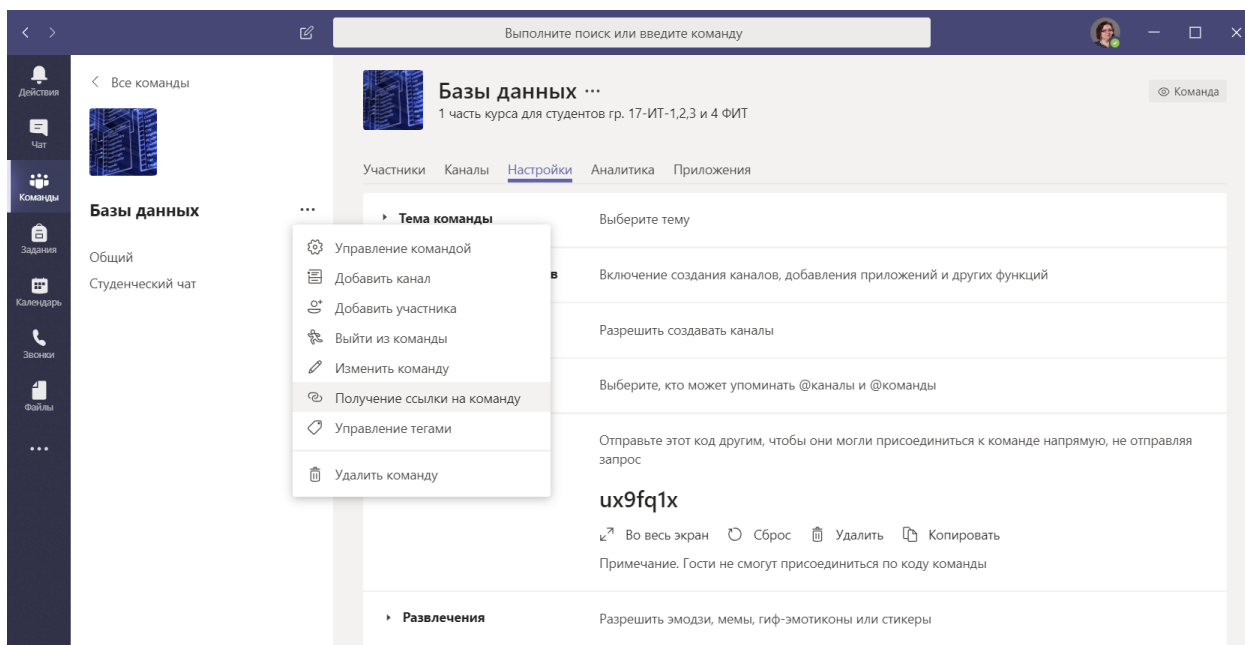 Выполните поиск или введите команду
Действия
Чат
Команды
Задания
Календарь
Звонки
Файлы
Все команды
Базы данных
Общий
Студенческий чат
Управление командой
Добавить канал
Добавить участника
Выйти из команды
Изменить команду
Получение ссылки на команду
Управление тегами
Удалить команду
Базы данных
1 часть курса для студентов гр. 17-ИТ-1,2,3 и 4 ФИТ
Команда
Участники Каналы Настройки Аналитика Приложения
Тема команды Выберите тему
в Включение создания каналов, добавления приложений и других функций
Разрешить создавать каналы
Выберите, кто может упоминать @каналы и @команды
Отправьте этот код другим, чтобы они могли присоединиться к команде напрямую, не отправляя
запрос
ux9fq1x
Во весь экран Сброс Удалить Копировать
Примечание. Гости не смогут присоединиться по коду команды
Развлечения Разрешить эмодзи, мемы, гиф-эмотиконы или стикеры